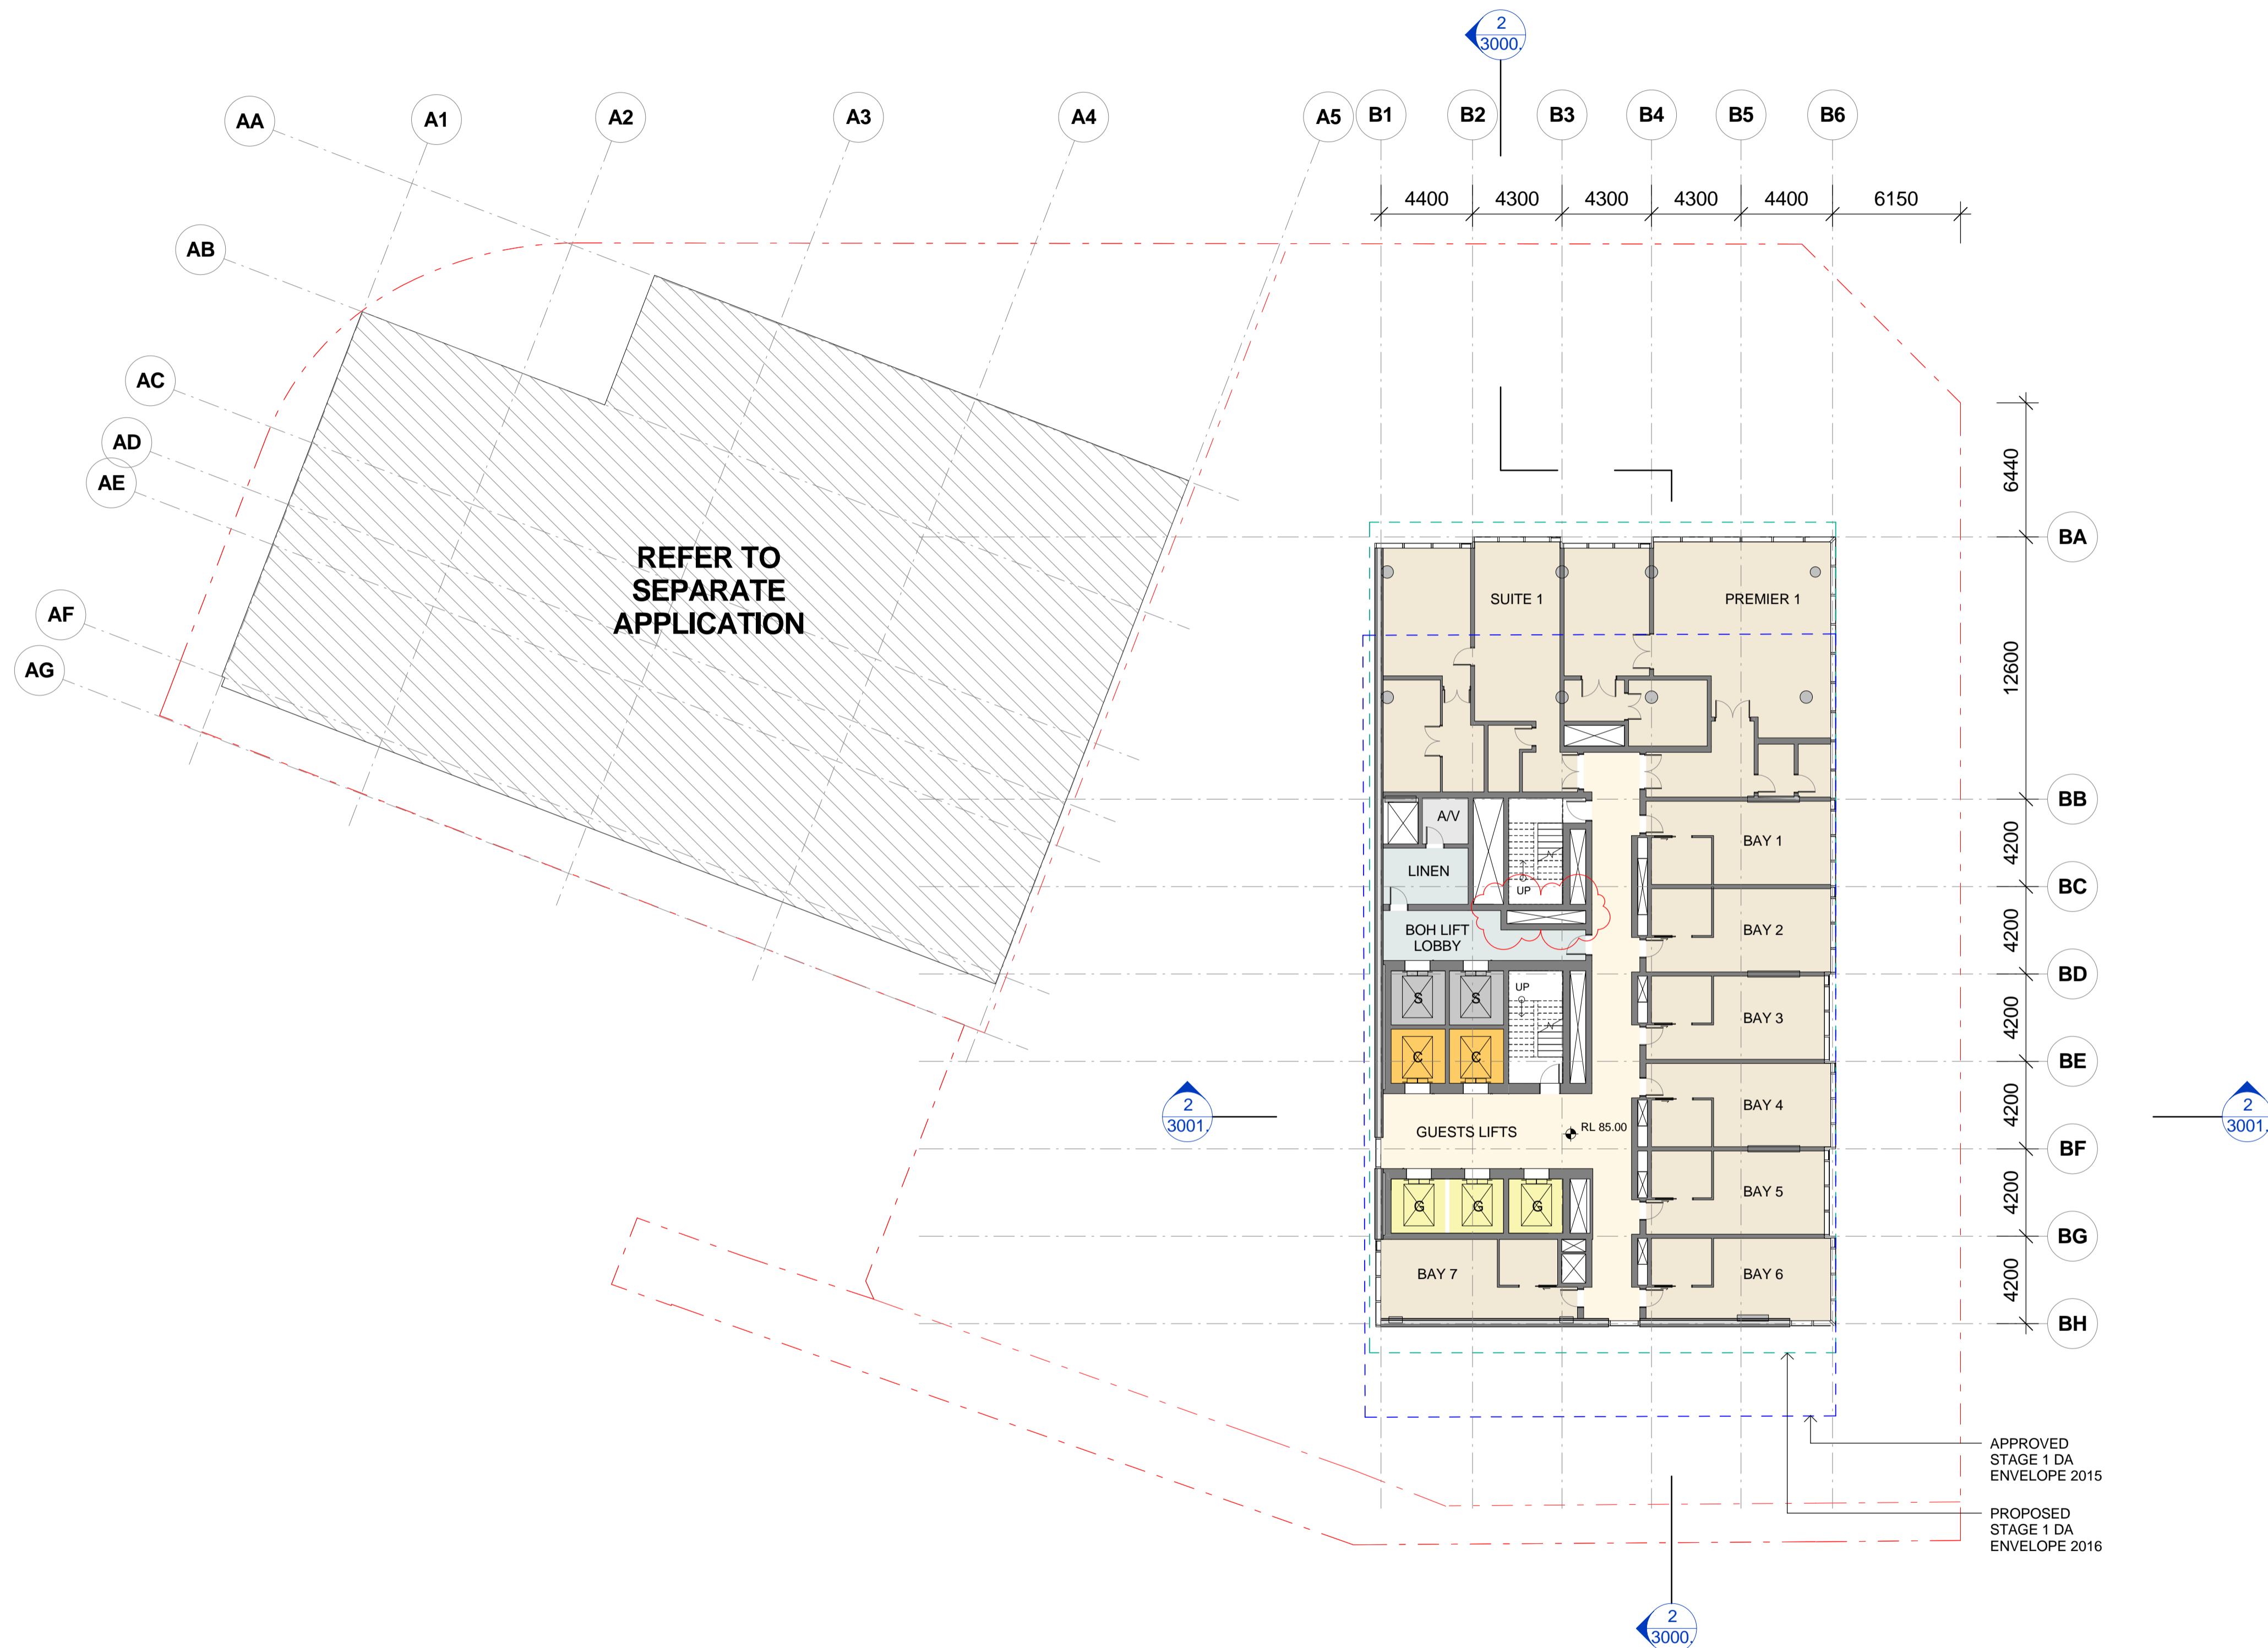 2
3000.
AA
A1
A2
A3
A4
A5
B1
B2
B3
B4
B5
B6
4400
4300
4300
4300
4400
6150
AB
AC
AD
AE
AF
AG
REFER TO
SEPARATE
APPLICATION
6440
12600
4200
4200
4200
4200
4200
4200
BA
BB
BC
BD
BE
BF
BG
BH
SUITE 1
PREMIER 1
A/V
LINEN
UP
BOH LIFT
LOBBY
BAY 1
BAY 2
S
S
UP
BAY 3
C
C
BAY 4
GUESTS LIFTS
RL 85.00
G
G
G
BAY 5
BAY 7
BAY 6
2
3001.
2
3001.
APPROVED
STAGE 1 DA
ENVELOPE 2015
PROPOSED
STAGE 1 DA
ENVELOPE 2016
2
3000.